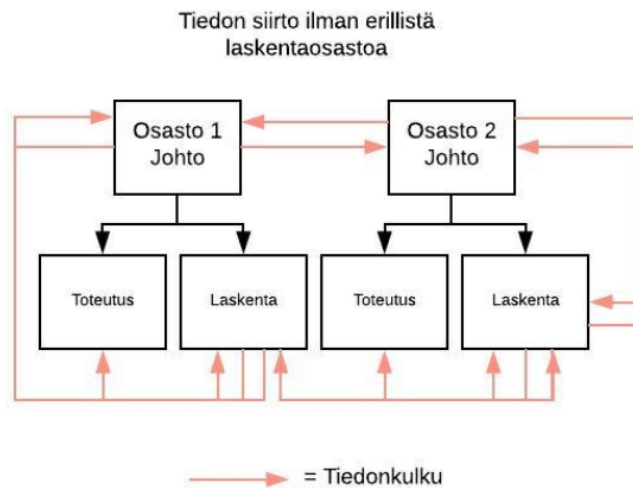 Tiedon siirto ilman erillistä
laskentaosastoa
Osasto 1
Johto
Osasto 2
Johto
Toteutus
Laskenta
Toteutus
Laskenta
= Tiedonkulku